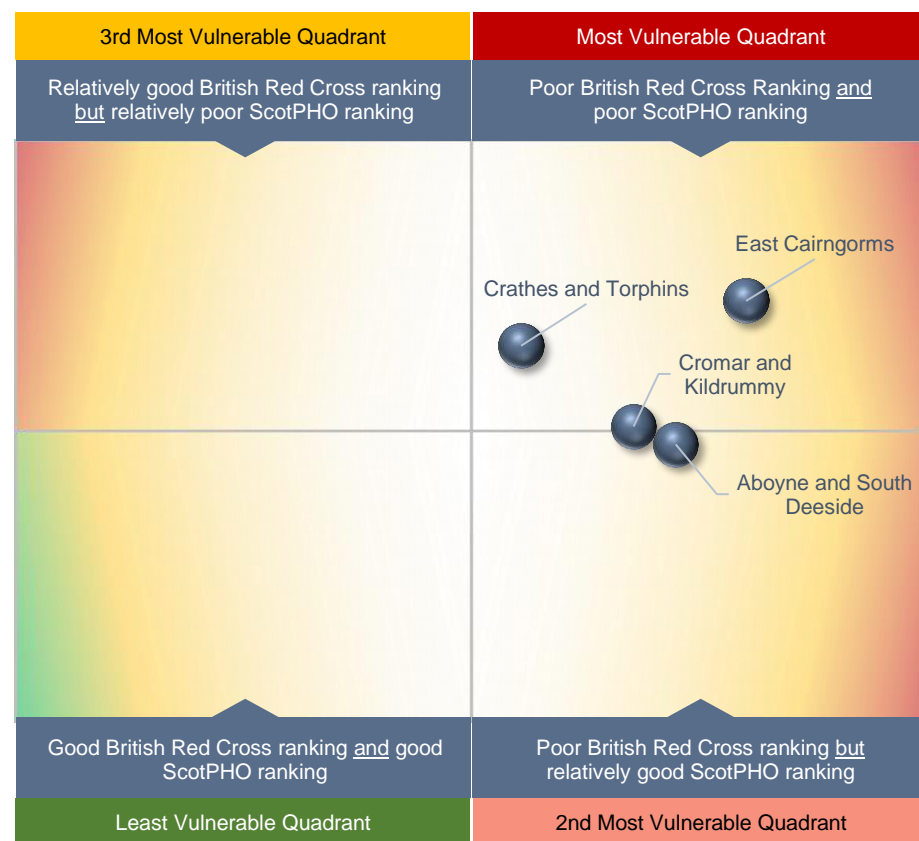 3rd Most Vulnerable Quadrant
Most Vulnerable Quadrant
Relatively good British Red Cross ranking
but relatively poor ScotPHO ranking
Poor British Red Cross Ranking and
poor ScotPHO ranking
East Cairngorms
Crathes and Torphins
Cromar and
Kildrummy
Aboyne and South
Deeside
Good British Red Cross ranking and good
ScotPHO ranking
Poor British Red Cross ranking but
relatively good ScotPHO ranking
Least Vulnerable Quadrant
2nd Most Vulnerable Quadrant